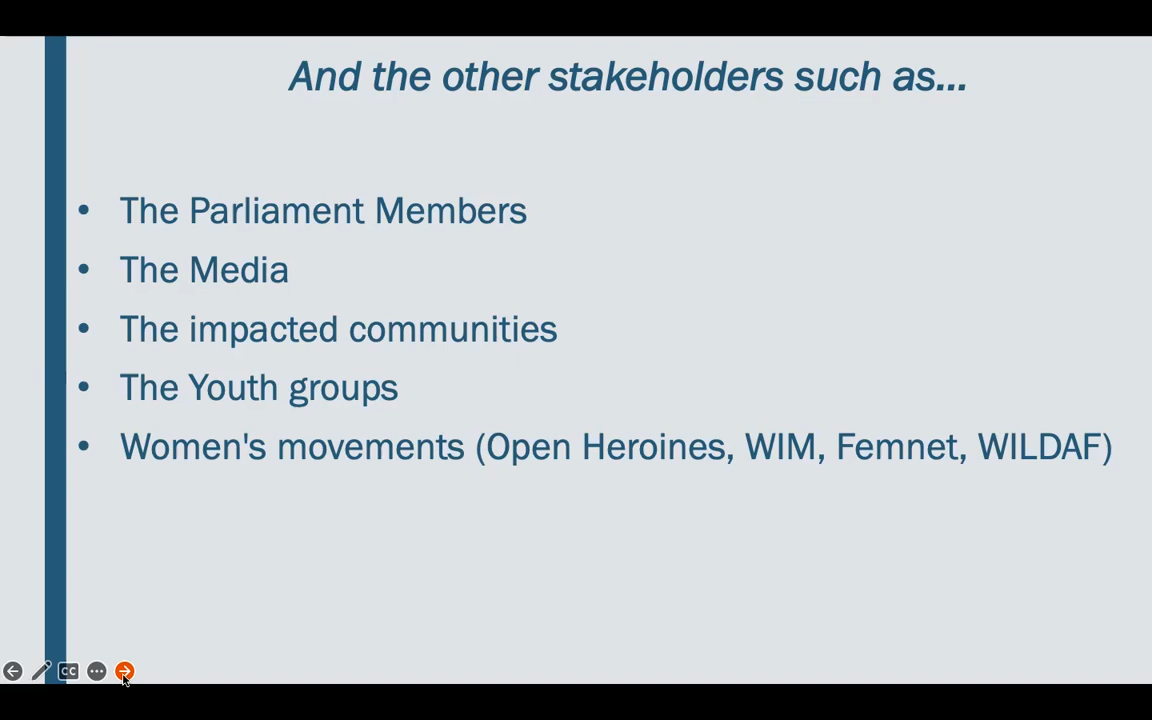 And the other stakeholders such as...
• The Parliament Members
• The Media
• The impacted communities
• The Youth groups
• Women's movements (Open Heroines, WIM, Femnet, WILDAF)
CC